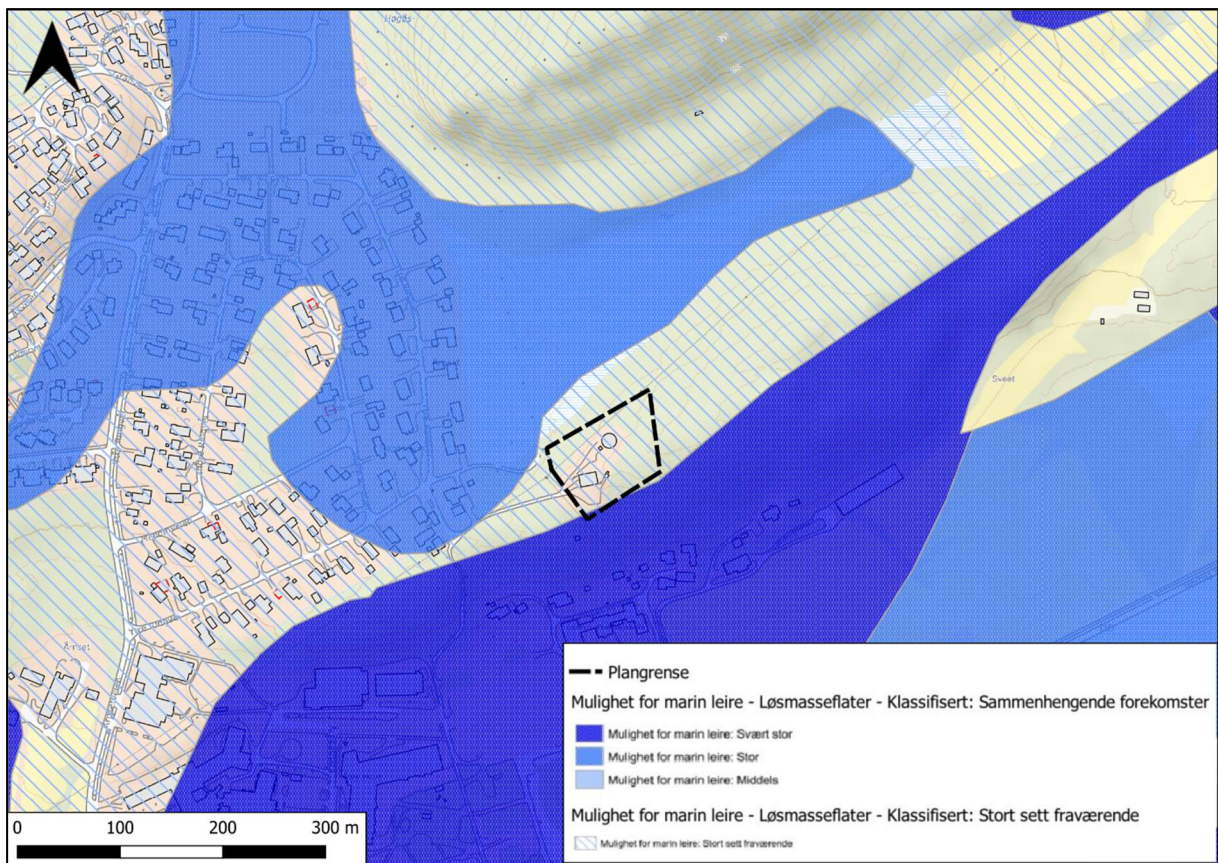 Høgås
Sveet
Åmset
Plangrense
Mulighet for marin leire - Løsmasseflater - Klassifisert: Sammenhengende forekomster
Mulighet for marin leire: Svært stor
Mulighet for marin leire: Stor
Mulighet for marin leire: Middels
Mulighet for marin leire - Løsmasseflater - Klassifisert: Stort sett fraværende
Mulighet for marin leire: Stort sett fraværende
0 100 200 300 m